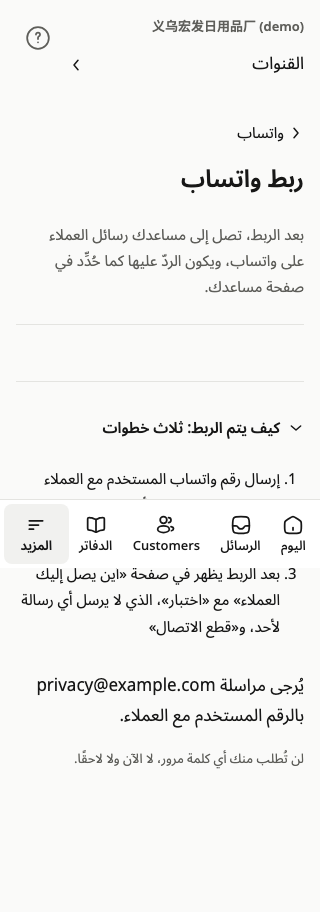 义乌宏发日用品厂 (demo)
القنوات
واتساب
ربط واتساب
بعد الربط، تصل إلى مساعدك رسائل العملاء
على واتساب، ويكون الردّ عليها كما حُدِّد في
صفحة مساعدك.
كيف يتم الربط: ثلاث خطوات
1. إرسال رقم واتساب المستخدم مع العملاء
اليوم
الرسائل
Customers
الدفاتر
المزيد
3. بعد الربط يظهر في صفحة «اين يصل إليك
العملاء» مع «اختبار»، الذي لا يرسل أي رسالة
لأحد، و«قطع الاتصال»
يُرجى مراسلة privacy@example.com
بالرقم المستخدم مع العملاء.
لن تُطلب منك أي كلمة مرور، لا الآن ولا لاحقًا.